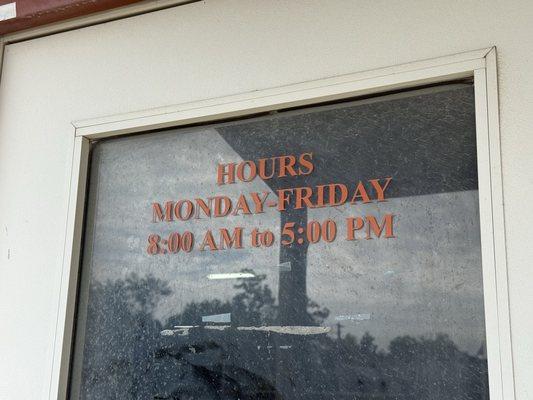 HOURS
MONDAY-FRIDAY
8:00 AM to 5:00 PM